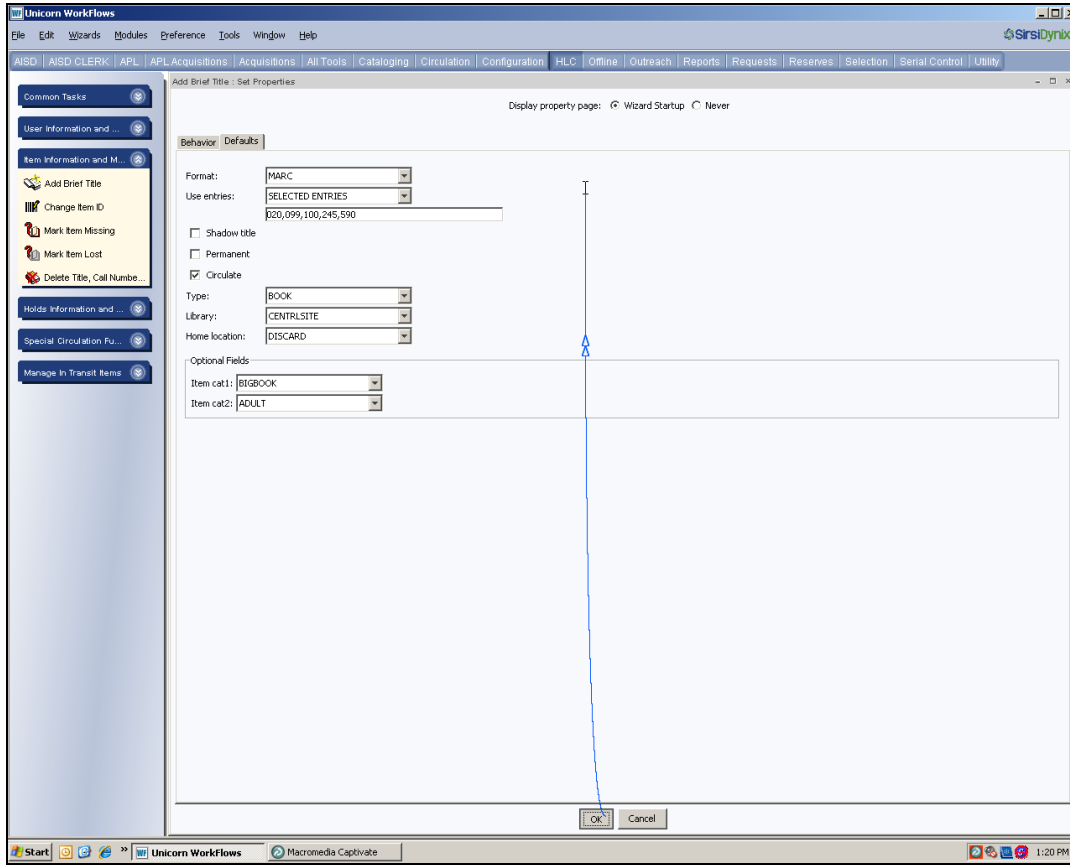 Unicorn WorkFlows
File Edit Wizards Modules Preference Tools Window Help
SirsiDynix
AISD AISD CLERK APL APL Acquisitions Acquisitions All Tools Cataloging Circulation Configuration HLC Offline Outreach Reports Requests Reserves Selection Serial Control Utility
Add Brief Title : Set Properties
Display property page: Wizard Startup Never
Common Tasks
User Information and ...
Item Information and M...
Add Brief Title
Change Item ID
Mark Item Missing
Mark Item Lost
Delete Title, Call Numbe...
Holds Information and ...
Special Circulation Fu...
Manage In Transit Items
Behavior Defaults
Format: MARC
Use entries: SELECTED ENTRIES
020,099,100,245,590
Shadow title
Permanent
Circulate
Type: BOOK
Library: CENTRLSITE
Home location: DISCARD
Optional Fields
Item cat1: BIGBOOK
Item cat2: ADULT
OK Cancel
Start » Unicorn WorkFlows Macromedia Captivate 1:20 PM